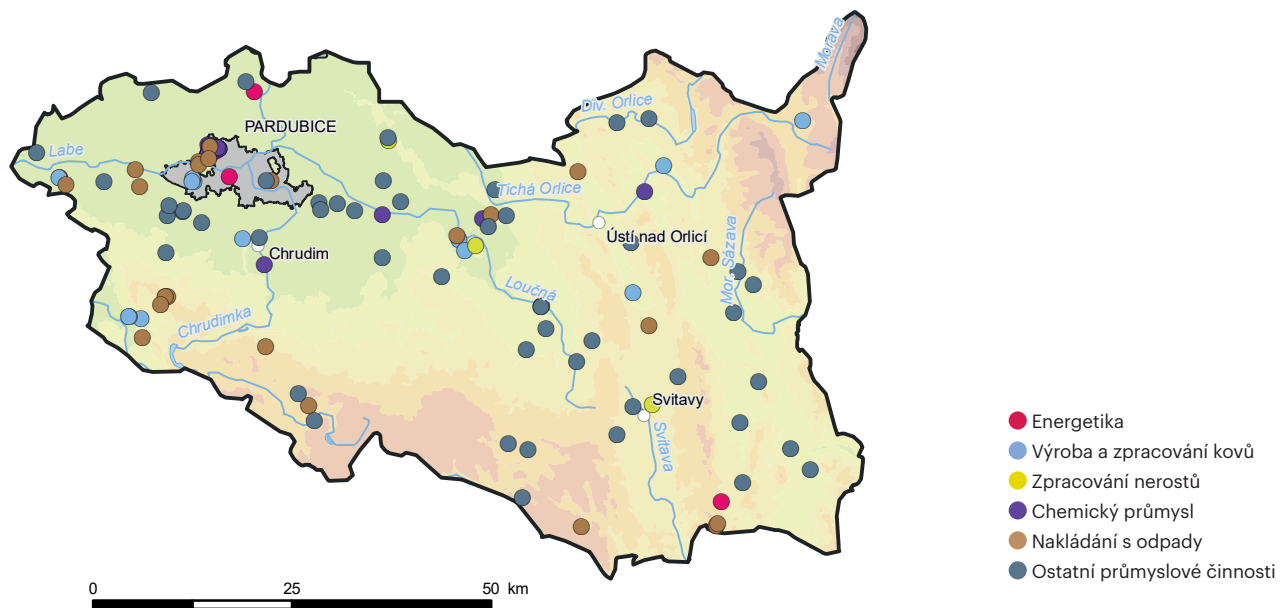 Morava
Div. Orlice
PARDUBICE
Labe
Tichá Orlice
Ústí nad Orlicí
Chrudim
Mor. Sázava
Loučná
Chrudimka
Svitavy
Svitava
Energetika
Výroba a zpracování kovů
Zpracování nerostů
Chemický průmysl
Nakládání s odpady
Ostatní průmyslové činnosti
0 25 50 km